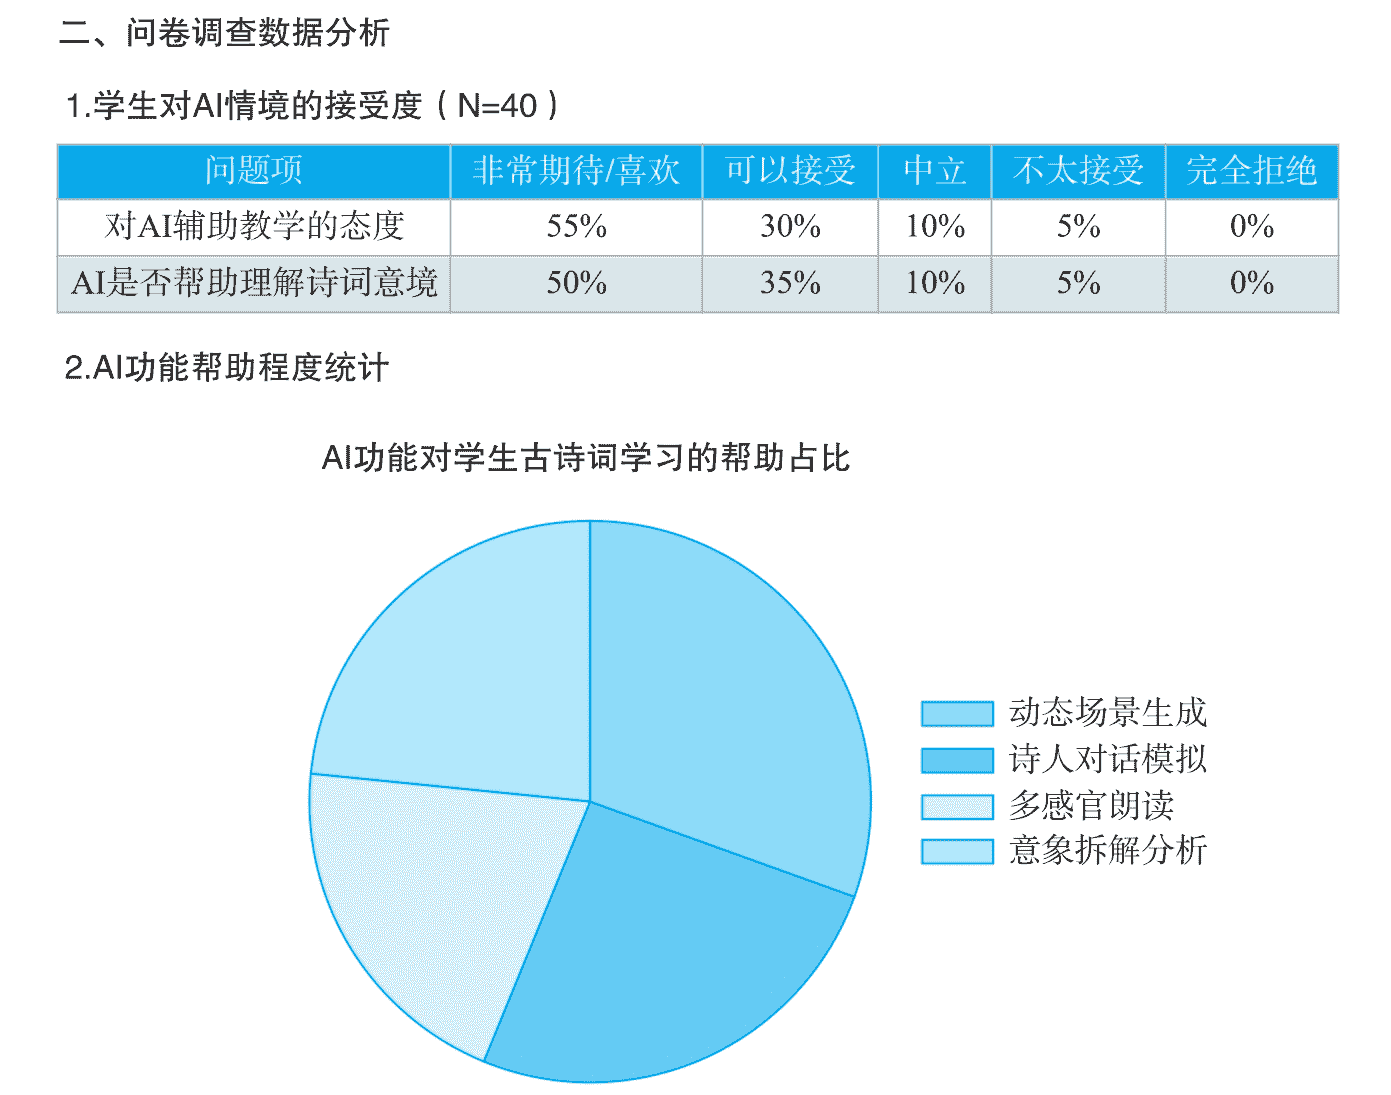 二、问卷调查数据分析
1.学生对AI情境的接受度（N=40）
问题项 非常期待/喜欢 可以接受 中立 不太接受 完全拒绝
对AI辅助教学的态度 55% 30% 10% 5% 0%
AI是否帮助理解诗词意境 50% 35% 10% 5% 0%
2.AI功能帮助程度统计
AI功能对学生古诗词学习的帮助占比
动态场景生成
诗人对话模拟
多感官朗读
意象拆解分析